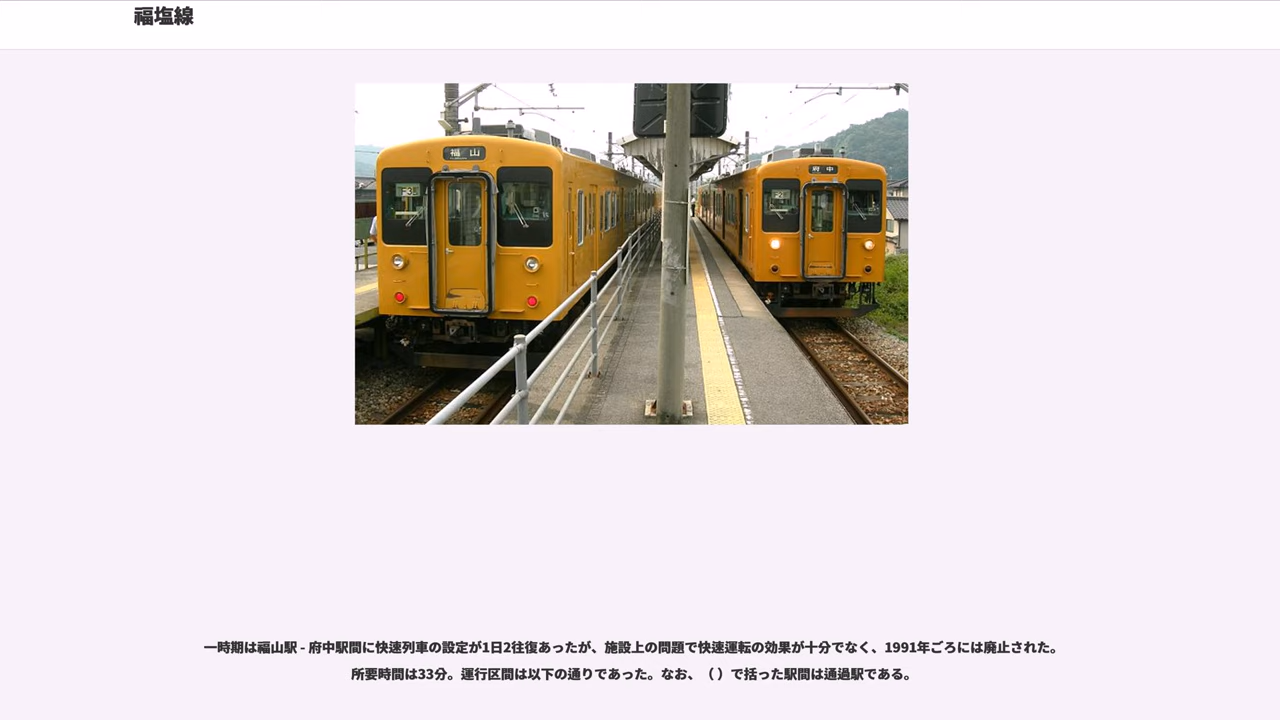 福塩線
福山
府中
一時期は福山駅 - 府中駅間に快速列車の設定が1日2往復あったが、施設上の問題で快速運転の効果が十分でなく、1991年ごろには廃止された。
所要時間は33分。運行区間は以下の通りであった。なお、（ ）で括った駅間は通過駅である。